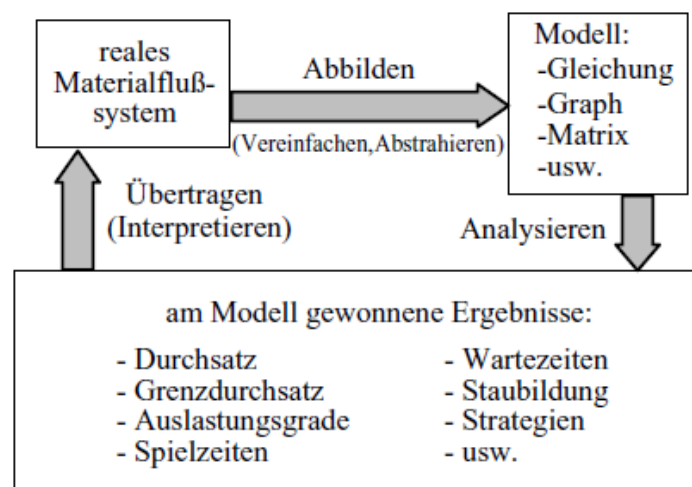 reales
Materialfluß-
system
Abbilden
(Vereinfachen,Abstrahieren)
Modell:
-Gleichung
-Graph
-Matrix
-usw.
Übertragen
(Interpretieren)
Analysieren
am Modell gewonnene Ergebnisse:
- Durchsatz
- Grenzdurchsatz
- Auslastungsgrade
- Spielzeiten
- Wartezeiten
- Staubildung
- Strategien
- usw.